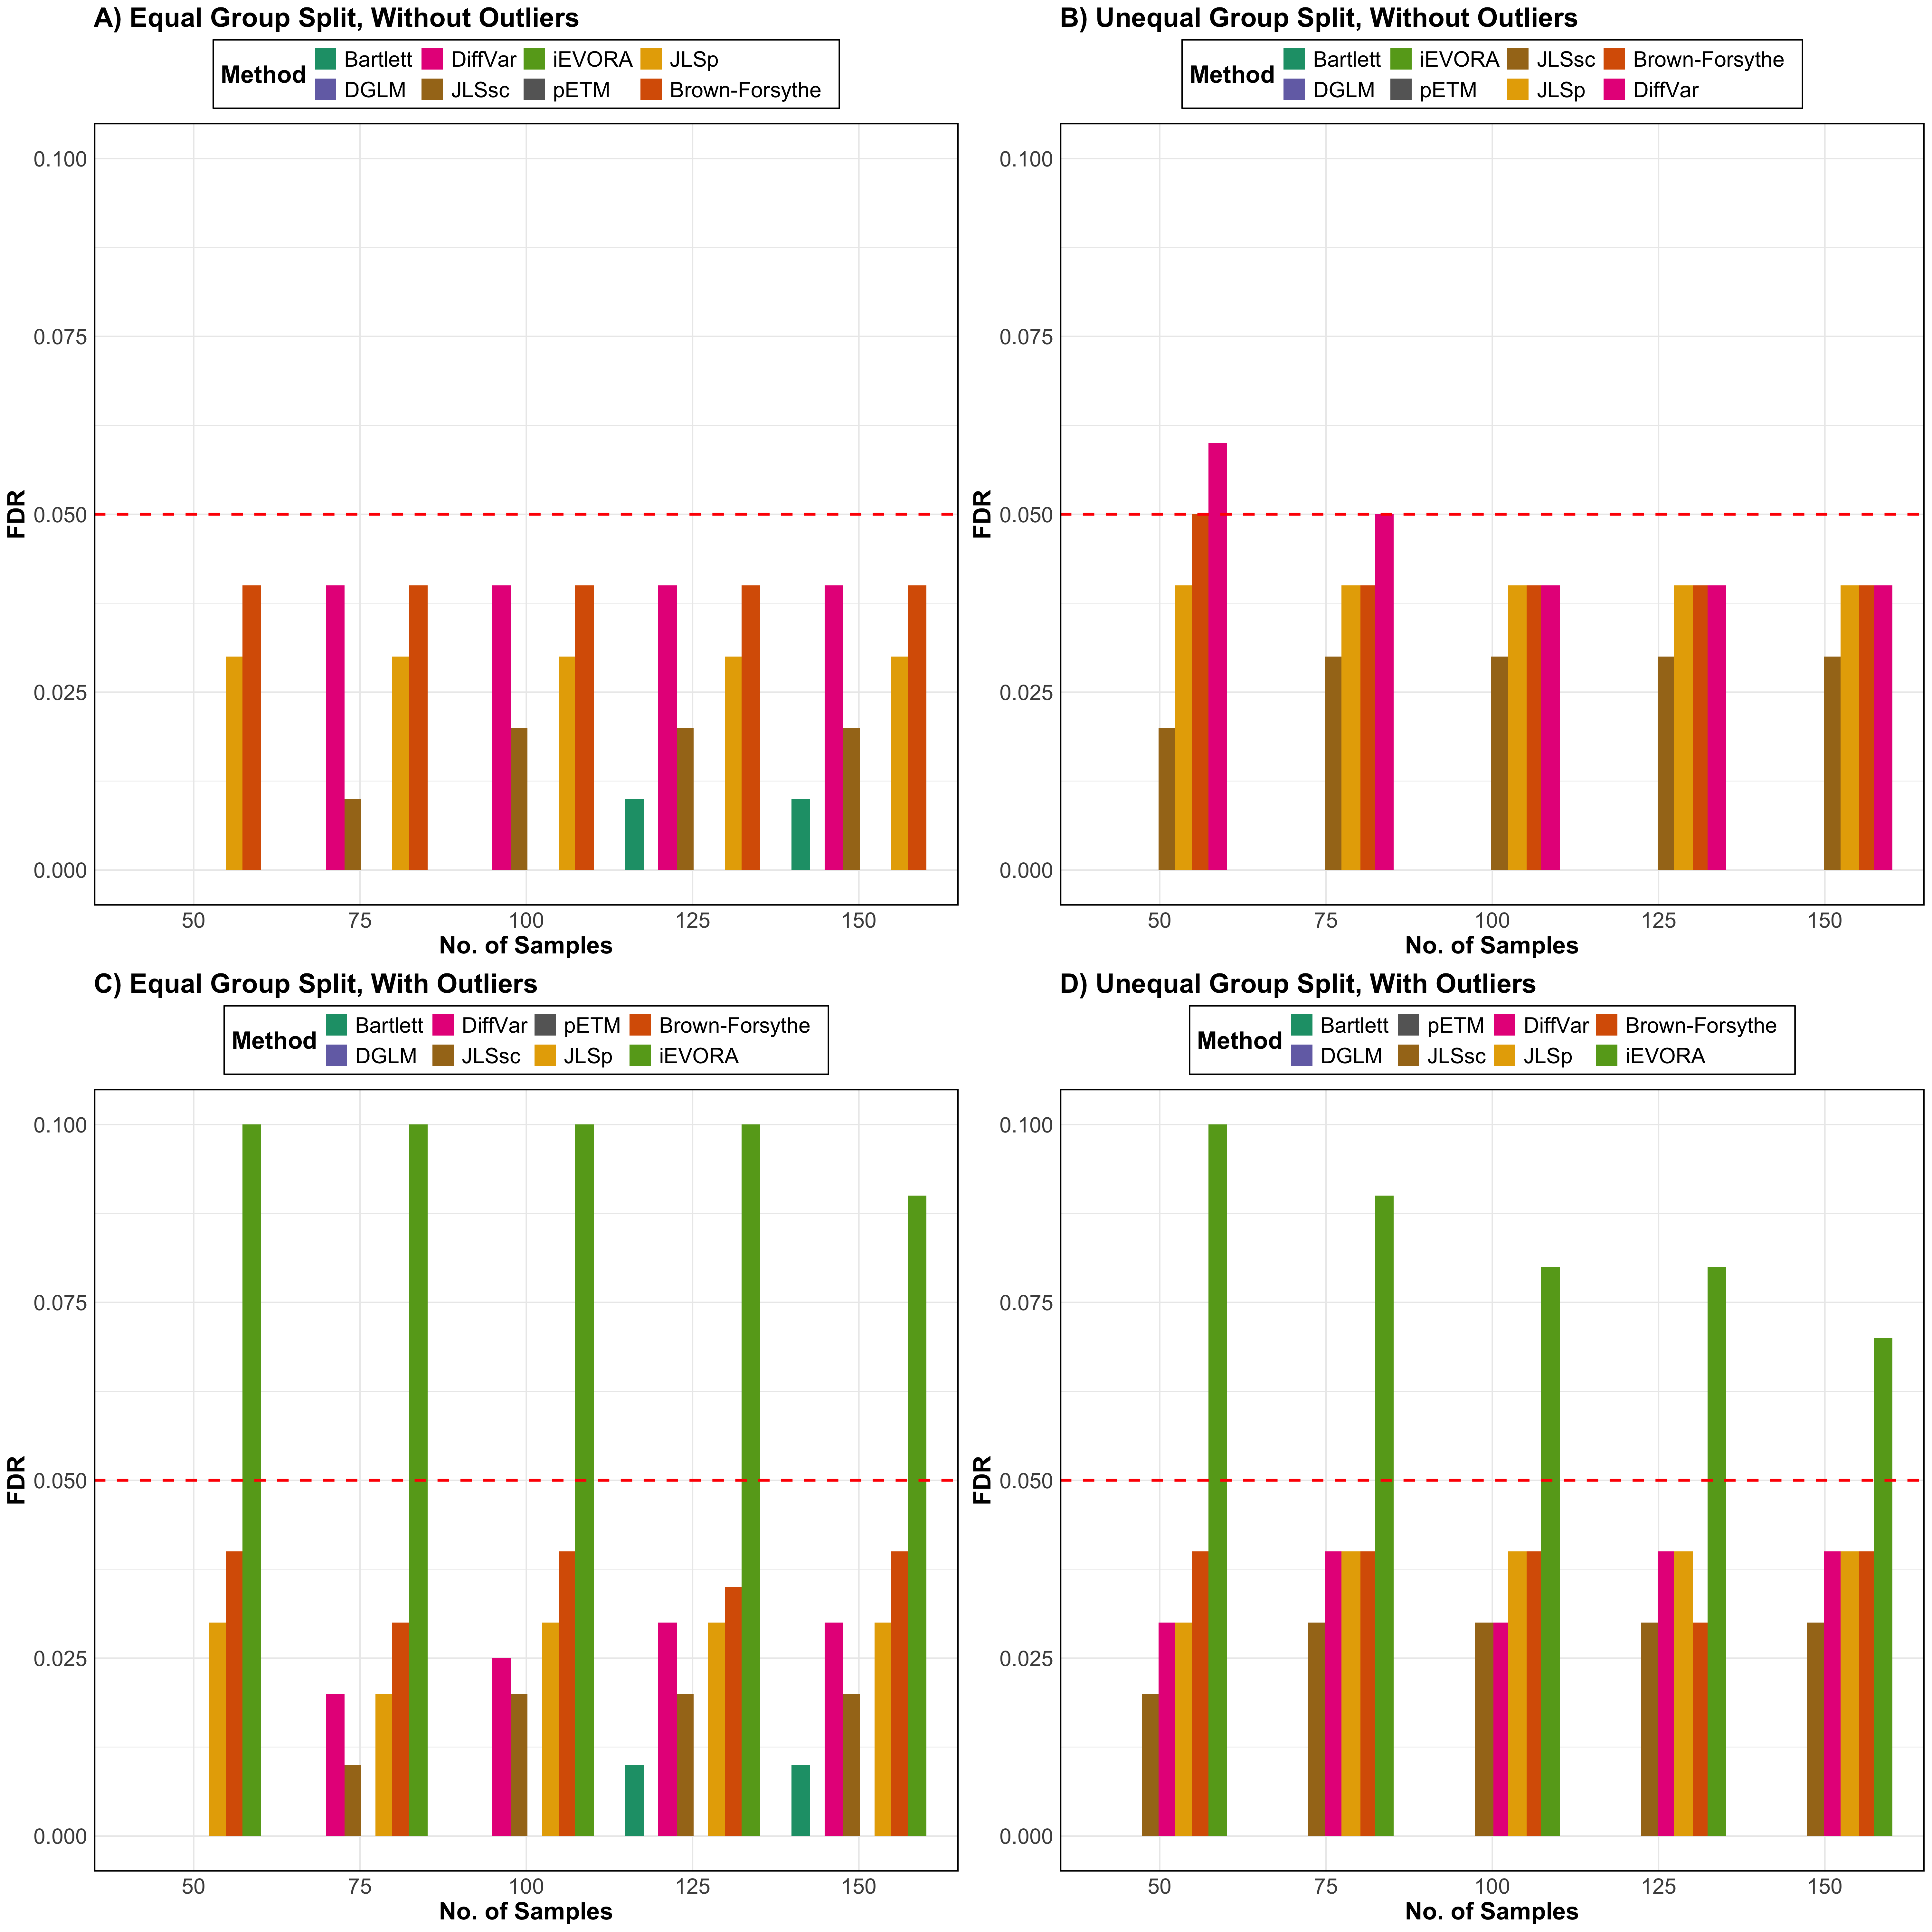 A) Equal Group Split, Without Outliers
Method
Bartlett DiffVar iEVORA JLSp
DGLM JLSsc pETM Brown-Forsythe
0.100
0.075
0.050
0.025
0.000
FDR
50 75 100 125 150
No. of Samples
B) Unequal Group Split, Without Outliers
Method
Bartlett iEVORA JLSsc Brown-Forsythe
DGLM pETM JLSp DiffVar
0.100
0.075
0.050
0.025
0.000
FDR
50 75 100 125 150
No. of Samples
C) Equal Group Split, With Outliers
Method
Bartlett DiffVar pETM Brown-Forsythe
DGLM JLSsc JLSp iEVORA
0.100
0.075
0.050
0.025
0.000
FDR
50 75 100 125 150
No. of Samples
D) Unequal Group Split, With Outliers
Method
Bartlett pETM DiffVar Brown-Forsythe
DGLM JLSsc JLSp iEVORA
0.100
0.075
0.050
0.025
0.000
FDR
50 75 100 125 150
No. of Samples